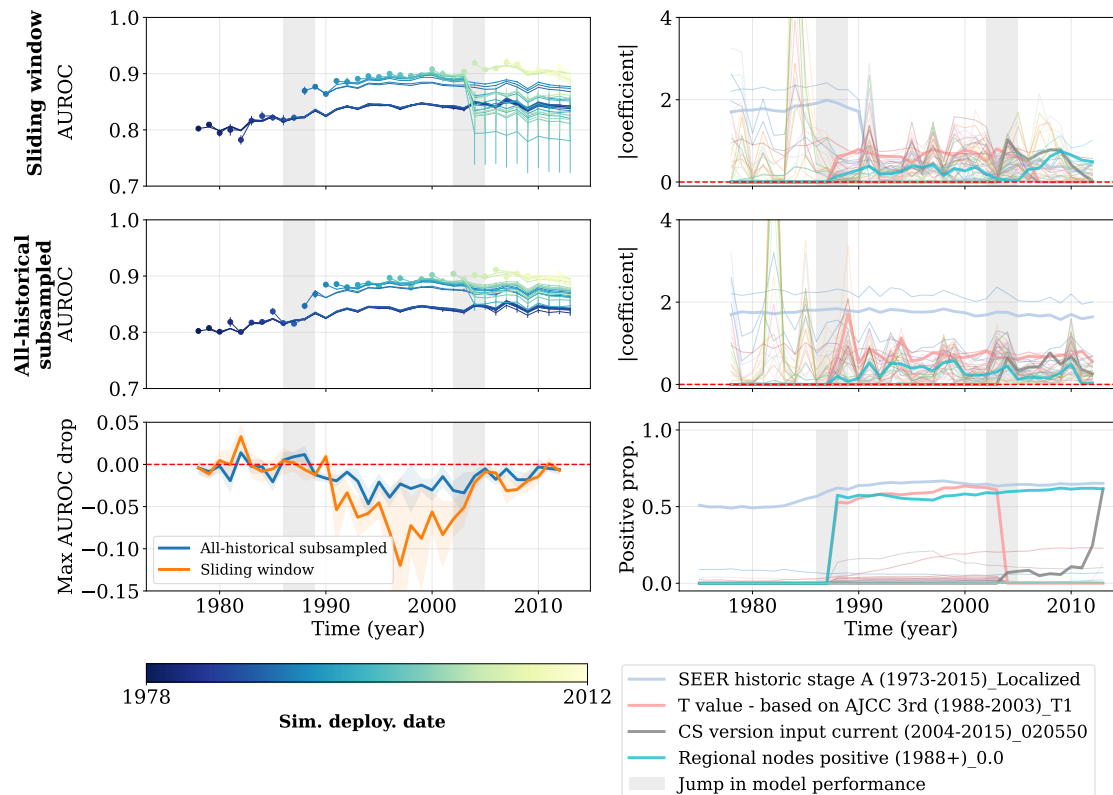 Sliding window
AUROC
1.0
0.9
0.8
0.7
|coefficient|
4
2
0
All-historical
subsampled
AUROC
1.0
0.9
0.8
0.7
|coefficient|
4
2
0
Max AUROC drop
0.05
0.00
−0.05
−0.10
−0.15
All-historical subsampled
Sliding window
1980
1990
2000
2010
Time (year)
Positive prop.
1.0
0.5
0.0
1980
1990
2000
2010
Time (year)
1978
2012
Sim. deploy. date
SEER historic stage A (1973-2015)_Localized
T value - based on AJCC 3rd (1988-2003)_T1
CS version input current (2004-2015)_020550
Regional nodes positive (1988+)_0.0
Jump in model performance